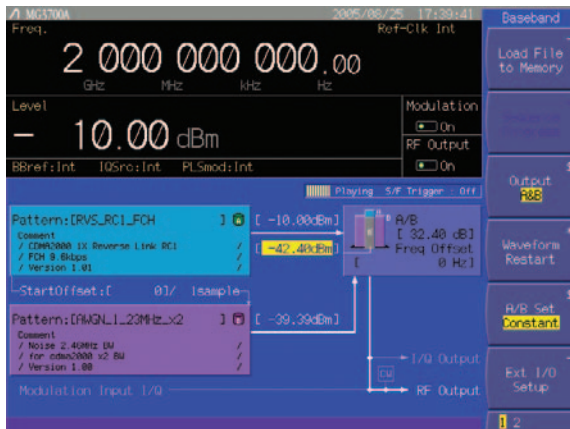 MG3700A
2005/08/25 17:39:41
Freq.
Ref-Clk Int
2 000 000 000.00
GHz MHz kHz Hz
Level
- 10.00 dBm
Modulation
On
RF Output
On
BBref:Int IQSrc:Int PLSmod:Int
Playing S/F Trigger : Off
Pattern:[RVS_RC1_FCH ]
Comment
/ CDMA2000 1X Reverse Link RC1 /
/ FCH 9.6kbps /
/ Version 1.01 /
[ -10.00dBm]
[ -42.40dBm]
A/B
[ 32.40 dB]
Freq Offset
[ 0 Hz]
StartOffset:[ 0]/ 1sample
Pattern:[AWGN_1_23MHz_x2 ]
Comment
/ Noise 2.46MHz BW /
/ for cdma2000 x2 BW /
/ Version 1.00 /
[ -39.39dBm]
I/Q Output
CW
Modulation Input I/Q
RF Output
Baseband
Load File
to Memory
Output
A&B
Waveform
Restart
A/B Set
Constant
Ext I/O
Setup
1 2